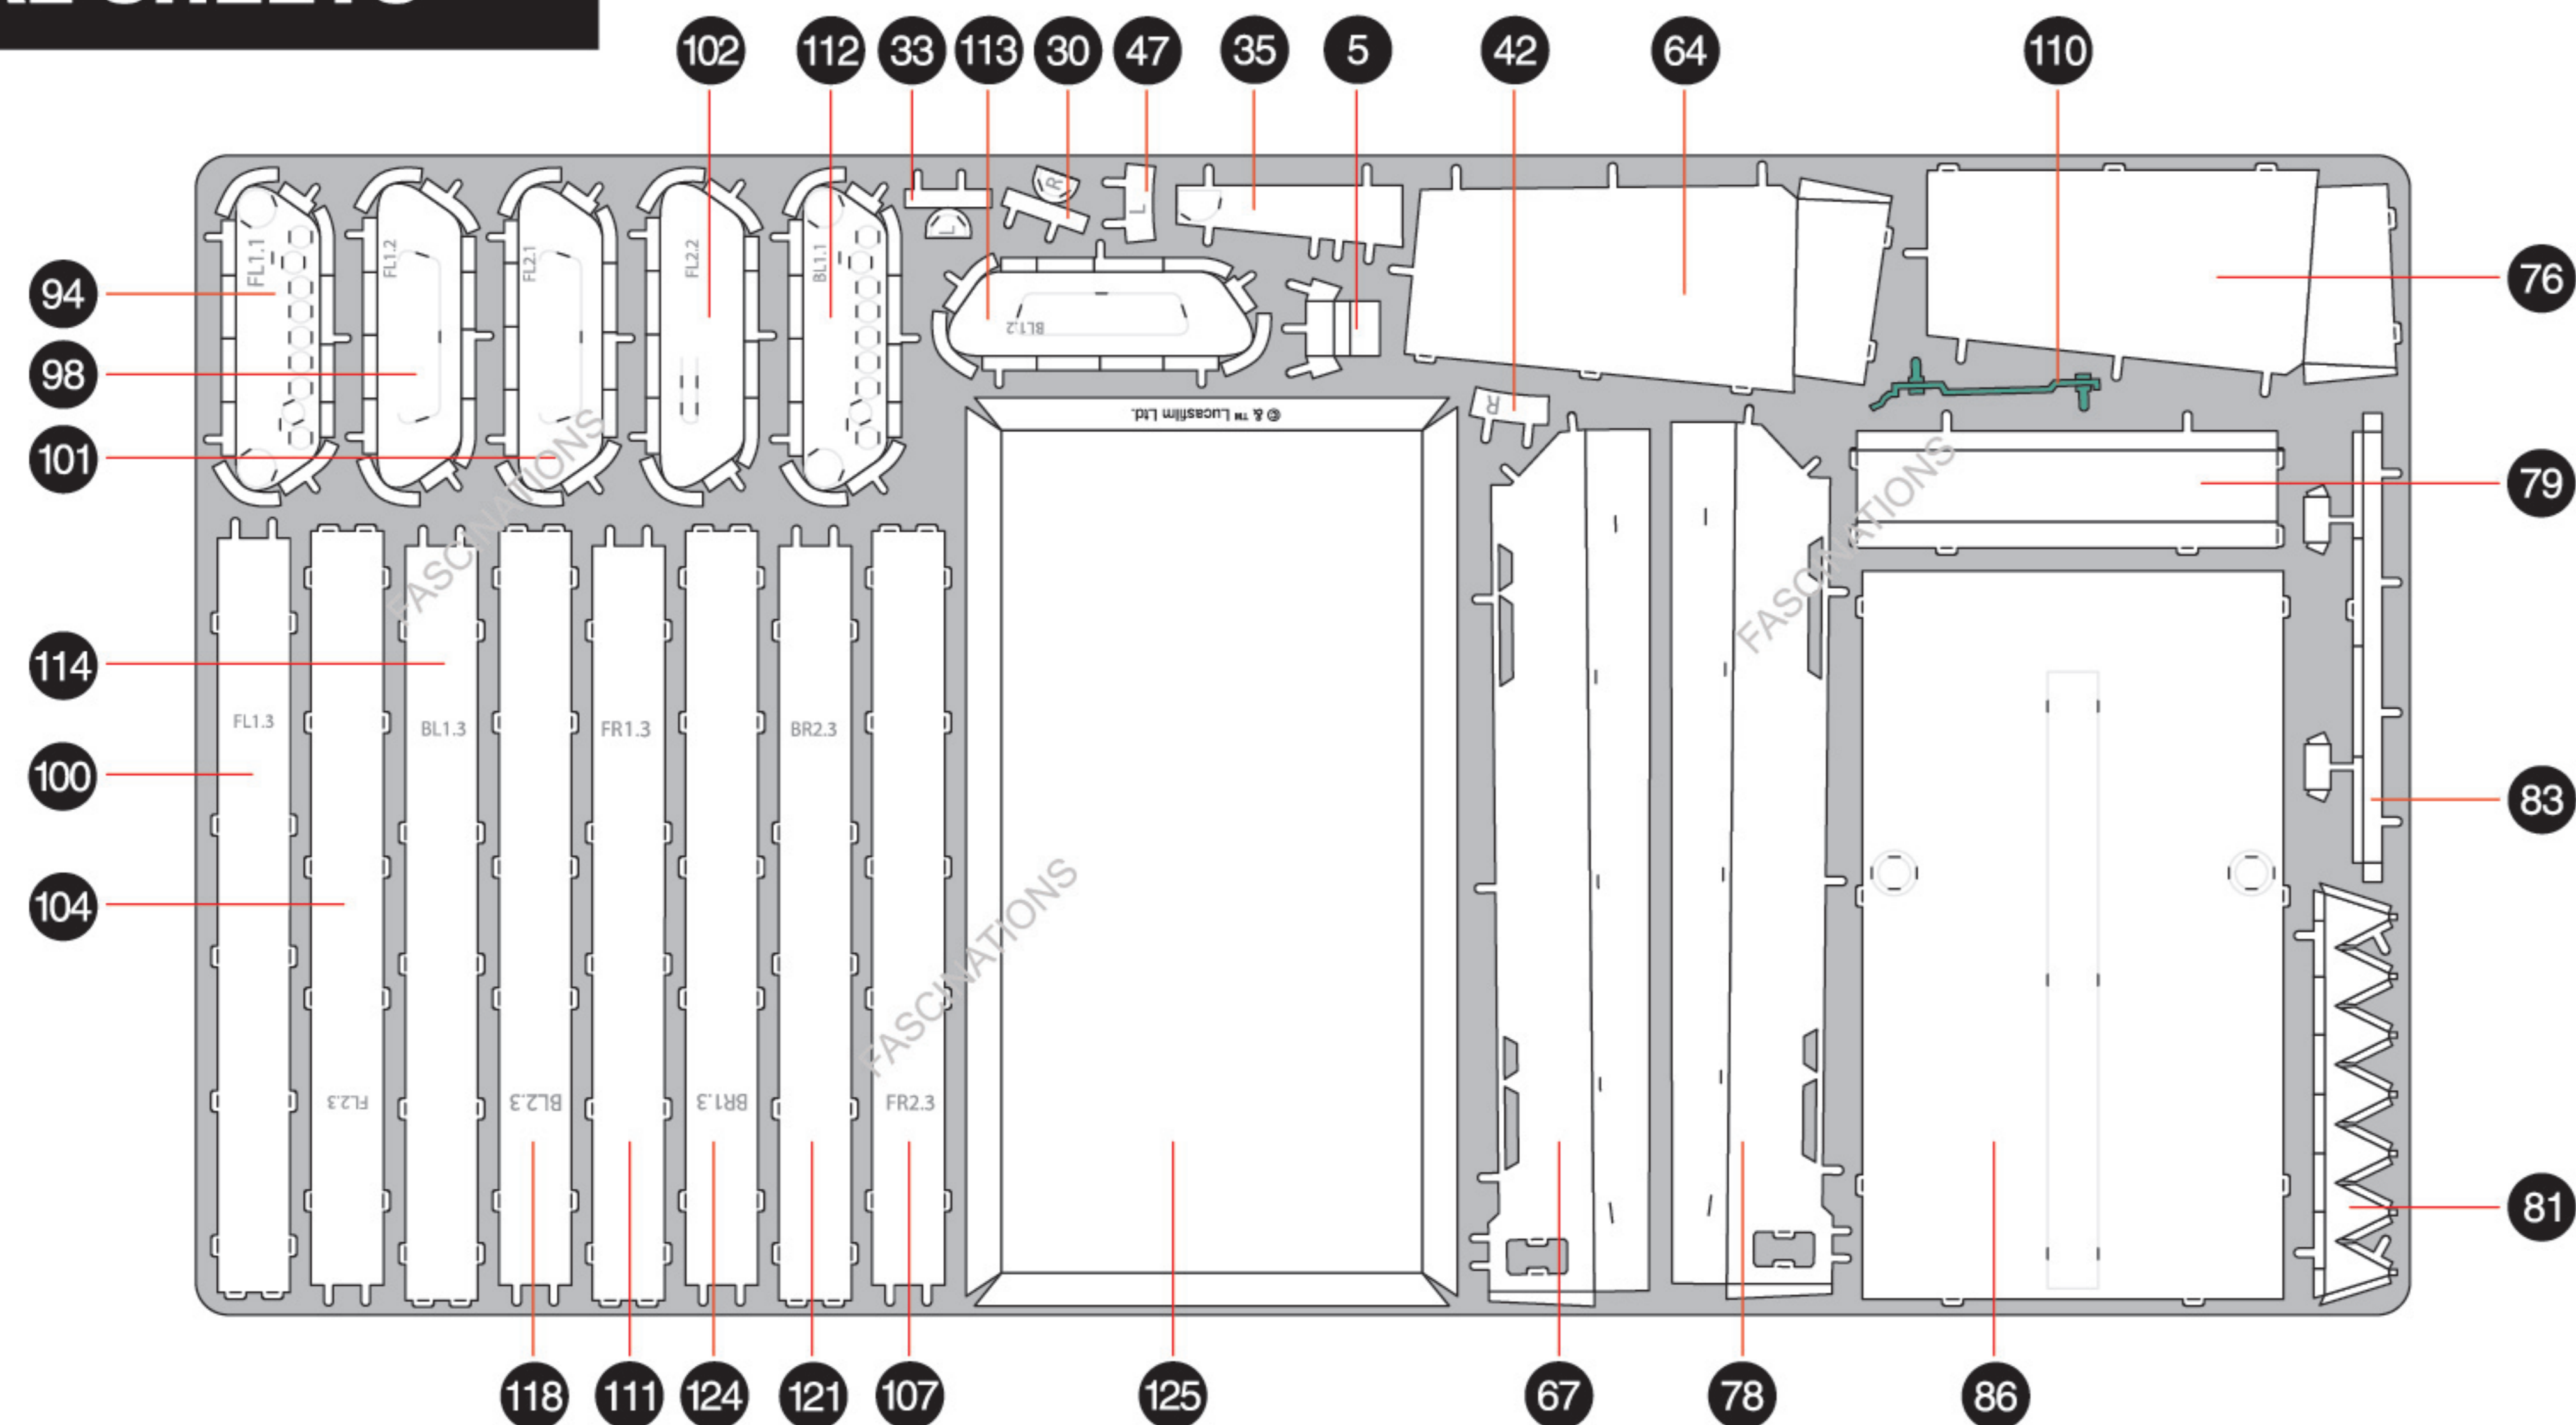 SHEETS
102
112
33
113
30
47
35
5
42
64
110
94
98
101
114
100
104
76
79
83
81
FL1.1
FL1.2
FL2.1
FL2.2
BL1.1
L
R
L
BL1.2
R
© & ™ Lucasfilm Ltd.
FASCINATIONS
FASCINATIONS
FASCINATIONS
FL1.3
BL1.3
FR1.3
BR2.3
FL2.3
BL2.3
BR1.3
FR2.3
118
111
124
121
107
125
67
78
86